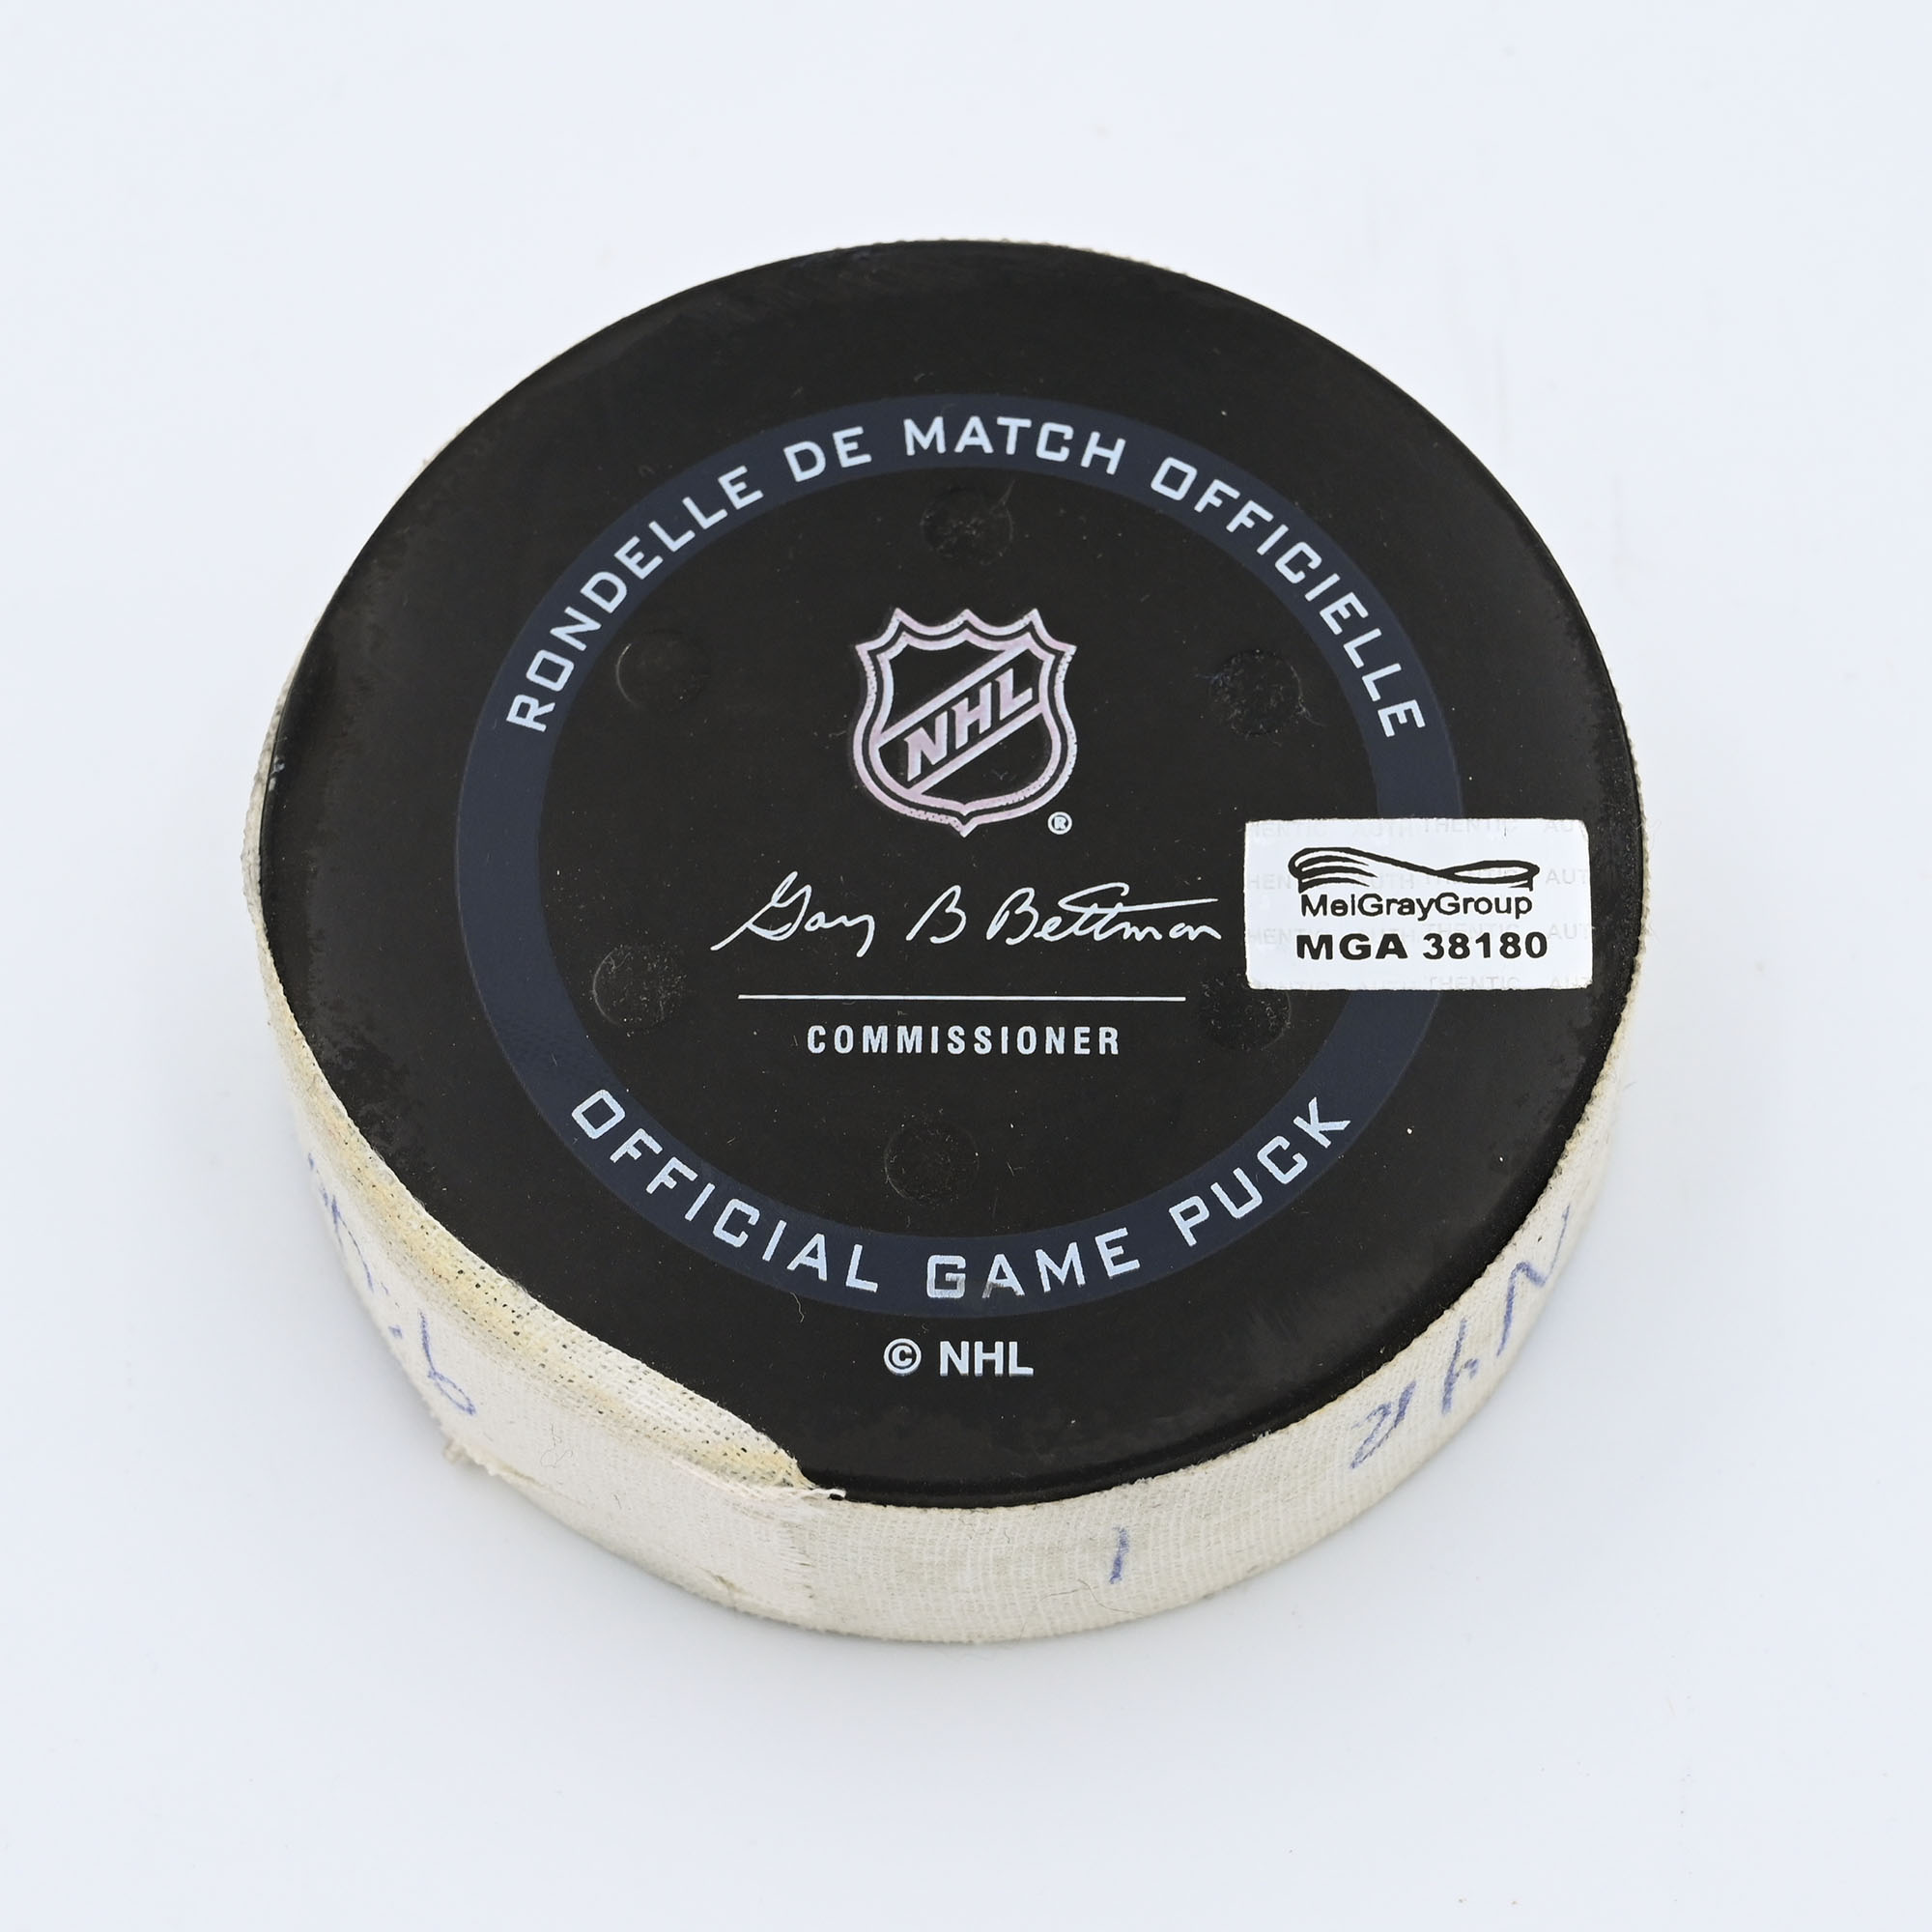 RONDELLE DE MATCH OFFICIELLE
NHL
®
Gary B Bettman
COMMISSIONER
MelGrayGroup
MGA 38180
OFFICIAL GAME PUCK
© NHL